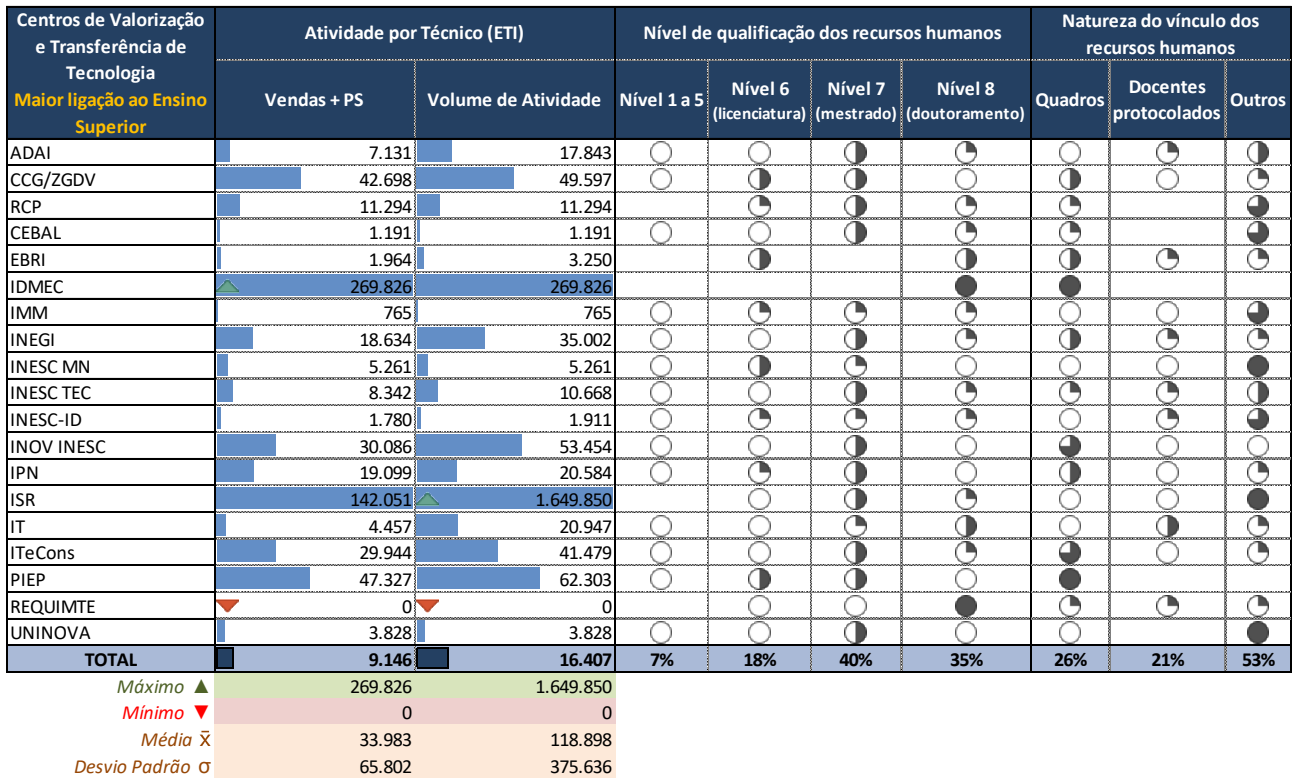 Centros de Valorização e Transferência de Tecnologia
Maior ligação ao Ensino Superior
Atividade por Técnico (ETI)
Nível de qualificação dos recursos humanos
Natureza do vínculo dos recursos humanos
Vendas + PS
Volume de Atividade
Nível 1 a 5
Nível 6 (licenciatura)
Nível 7 (mestrado)
Nível 8 (doutoramento)
Quadros
Docentes protocolados
Outros
ADAI 7.131 17.843
CCG/ZGDV 42.698 49.597
RCP 11.294 11.294
CEBAL 1.191 1.191
EBRI 1.964 3.250
IDMEC 269.826 269.826
IMM 765 765
INEGI 18.634 35.002
INESC MN 5.261 5.261
INESC TEC 8.342 10.668
INESC-ID 1.780 1.911
INOV INESC 30.086 53.454
IPN 19.099 20.584
ISR 142.051 1.649.850
IT 4.457 20.947
ITeCons 29.944 41.479
PIEP 47.327 62.303
REQUIMTE 0 0
UNINOVA 3.828 3.828
TOTAL 9.146 16.407 7% 18% 40% 35% 26% 21% 53%
Máximo ▲ 269.826 1.649.850
Mínimo ▼ 0 0
Média x̄ 33.983 118.898
Desvio Padrão σ 65.802 375.636